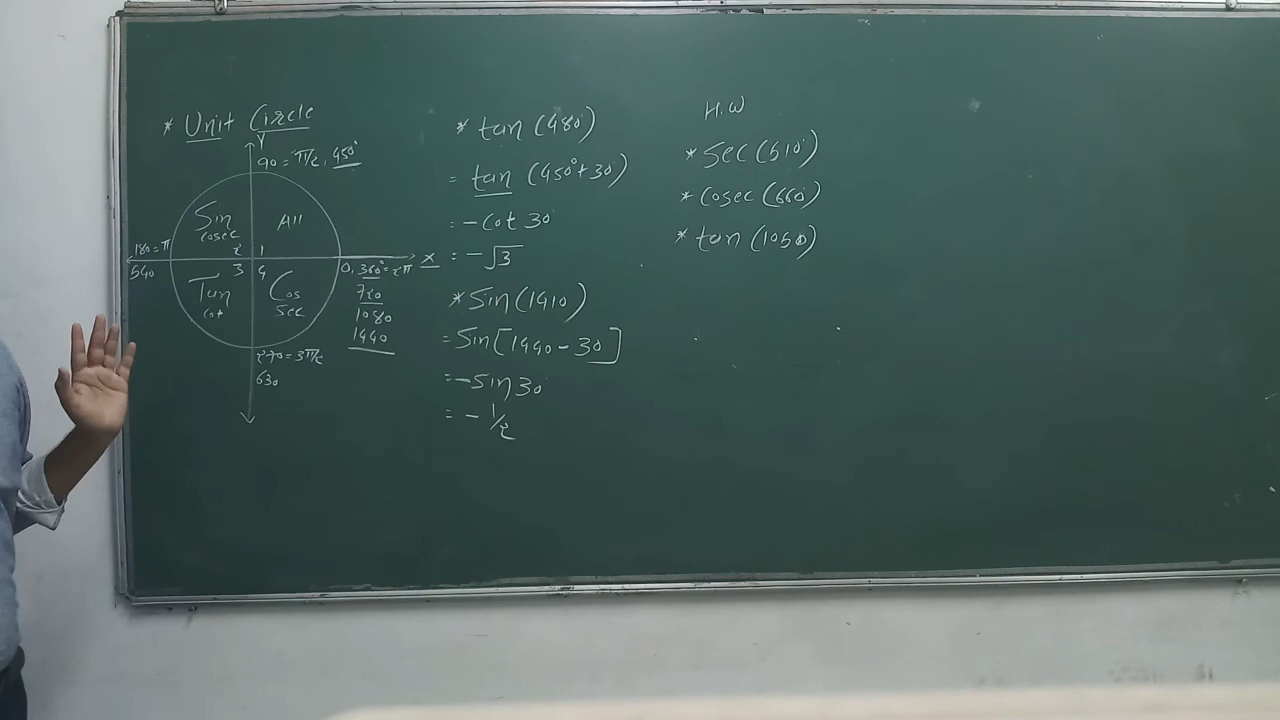 * Unit Circle
Y
90 = π/2, 450°
Sin
cosec
All
180 = π
2
1
0, 360° = 2π
x
540
3
4
720
Tan
cot
Cos
Sec
1080
1440
270 = 3π/2
630
* tan (480°)
= tan (450° + 30°)
= - cot 30°
= - √3
* Sin (1410)
= Sin [1440 - 30°]
= - sin 30°
= - 1/2
H.W
* Sec (510°)
* Cosec (660°)
* tan (1050°)